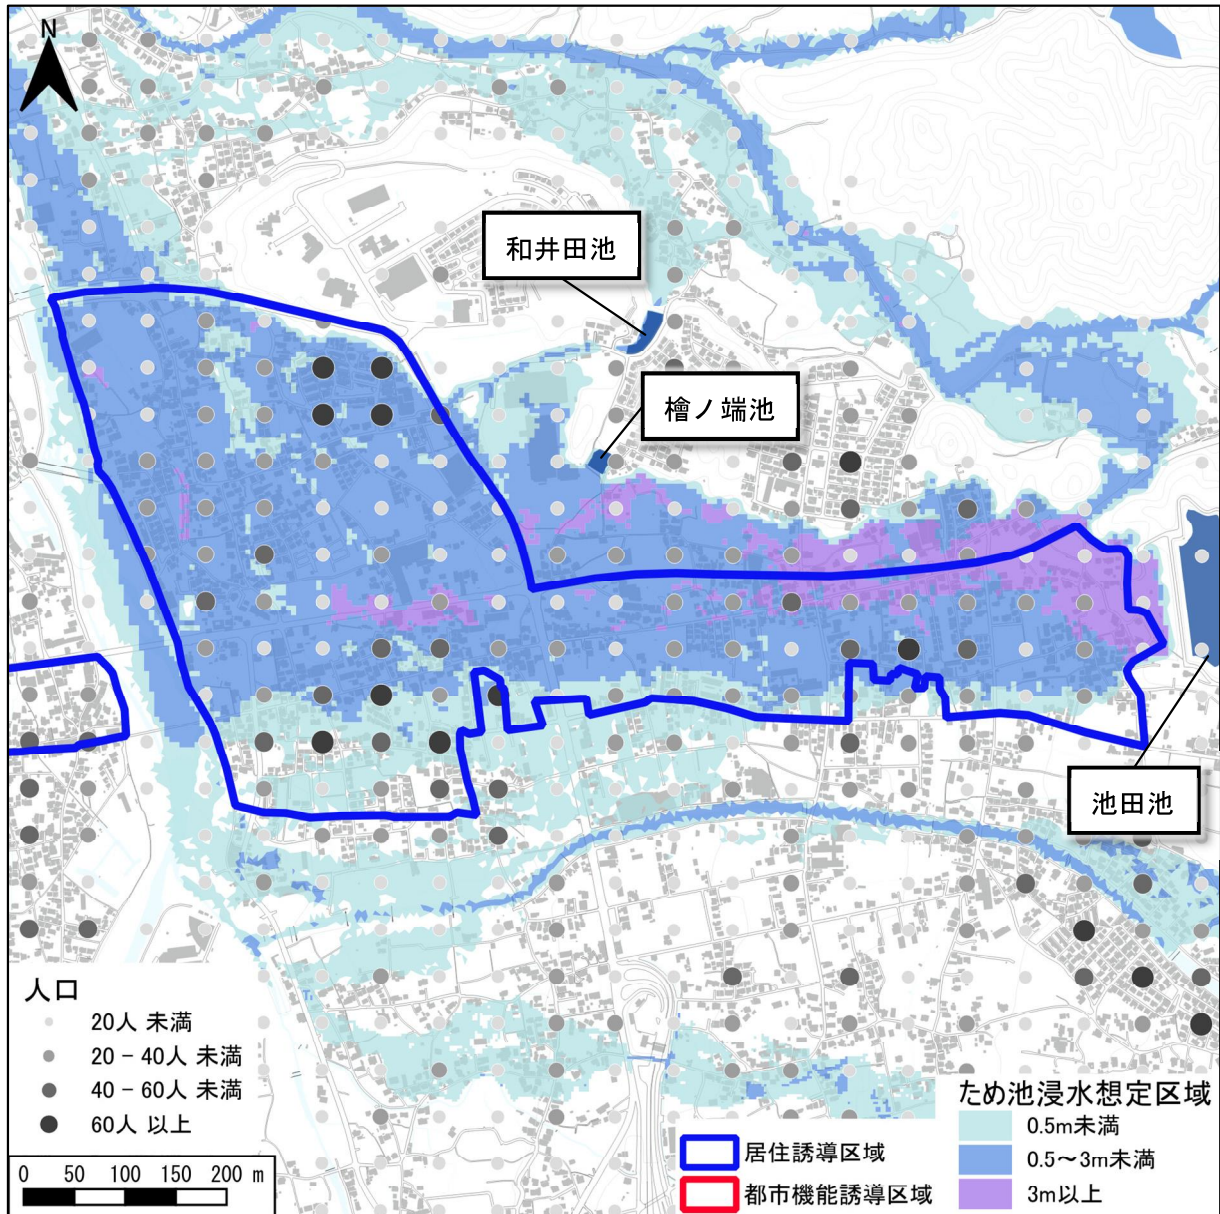 N
和井田池
檜ノ端池
池田池
人口
20人 未満
20 - 40人 未満
40 - 60人 未満
60人 以上
0 50 100 150 200 m
ため池浸水想定区域
0.5m未満
0.5～3m未満
3m以上
居住誘導区域
都市機能誘導区域